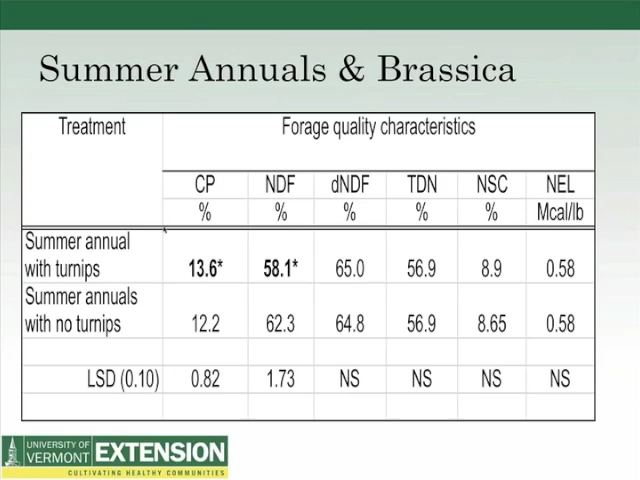 Summer Annuals & Brassica
Treatment Forage quality characteristics
CP NDF dNDF TDN NSC NEL
% % % % % Mcal/lb
Summer annual
with turnips 13.6* 58.1* 65.0 56.9 8.9 0.58
Summer annuals
with no turnips 12.2 62.3 64.8 56.9 8.65 0.58
LSD (0.10) 0.82 1.73 NS NS NS NS
UNIVERSITY OF
VERMONT EXTENSION
CULTIVATING HEALTHY COMMUNITIES